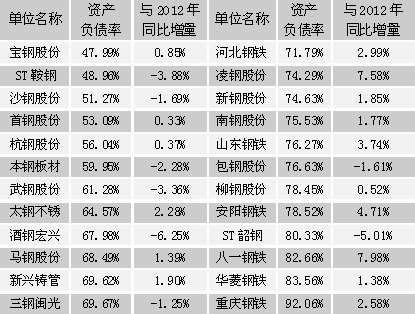 单位名称 资产负债率 与2012年同比增量 单位名称 资产负债率 与2012年同比增量
宝钢股份 47.99% 0.85% 河北钢铁 71.79% 2.99%
ST鞍钢 48.96% -3.88% 凌钢股份 74.29% 7.58%
沙钢股份 51.27% -1.69% 新钢股份 74.63% 1.85%
首钢股份 53.09% 0.33% 南钢股份 75.53% 1.77%
杭钢股份 56.04% 0.37% 山东钢铁 76.27% 3.74%
本钢板材 59.95% -2.28% 包钢股份 76.63% -1.61%
武钢股份 61.28% -3.36% 柳钢股份 78.45% 0.52%
太钢不锈 64.57% 2.28% 安阳钢铁 78.52% 4.71%
酒钢宏兴 67.98% -6.25% ST韶钢 80.33% -5.01%
马钢股份 68.49% 1.39% 八一钢铁 82.66% 7.98%
新兴铸管 69.62% 1.90% 华菱钢铁 83.56% 1.38%
三钢闽光 69.67% -1.25% 重庆钢铁 92.06% 2.58%